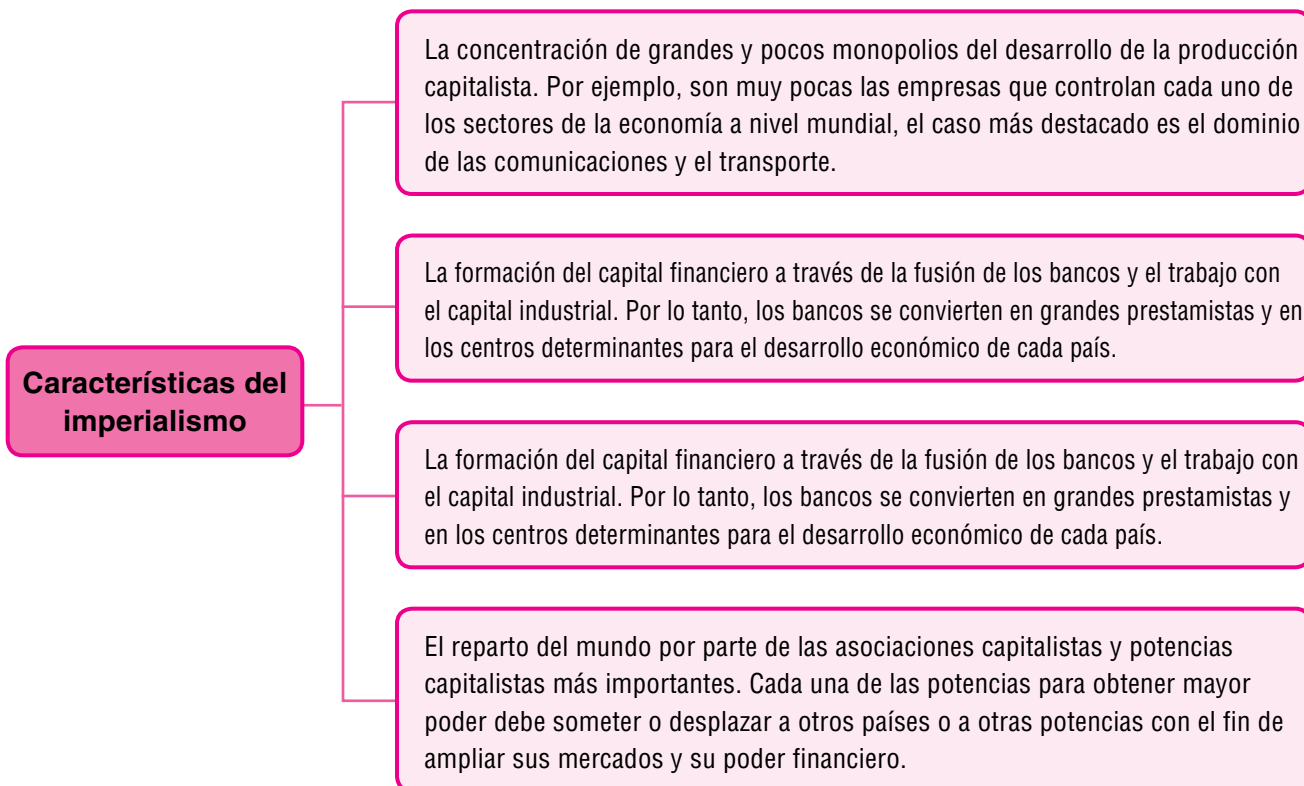 La concentración de grandes y pocos monopolios del desarrollo de la producción
capitalista. Por ejemplo, son muy pocas las empresas que controlan cada uno de
los sectores de la economía a nivel mundial, el caso más destacado es el dominio
de las comunicaciones y el transporte.
La formación del capital financiero a través de la fusión de los bancos y el trabajo con
el capital industrial. Por lo tanto, los bancos se convierten en grandes prestamistas y en
los centros determinantes para el desarrollo económico de cada país.
Característísticas del
imperialismo
La formación del capital financiero a través de la fusión de los bancos y el trabajo con
el capital industrial. Por lo tanto, los bancos se convierten en grandes prestamistas y
en los centros determinantes para el desarrollo económico de cada país.
El reparto del mundo por parte de las asociaciones capitalistas y potencias
capitalistas más importantes. Cada una de las potencias para obtener mayor
poder debe someter o desplazar a otros países o a otras potencias con el fin de
ampliar sus mercados y su poder financiero.